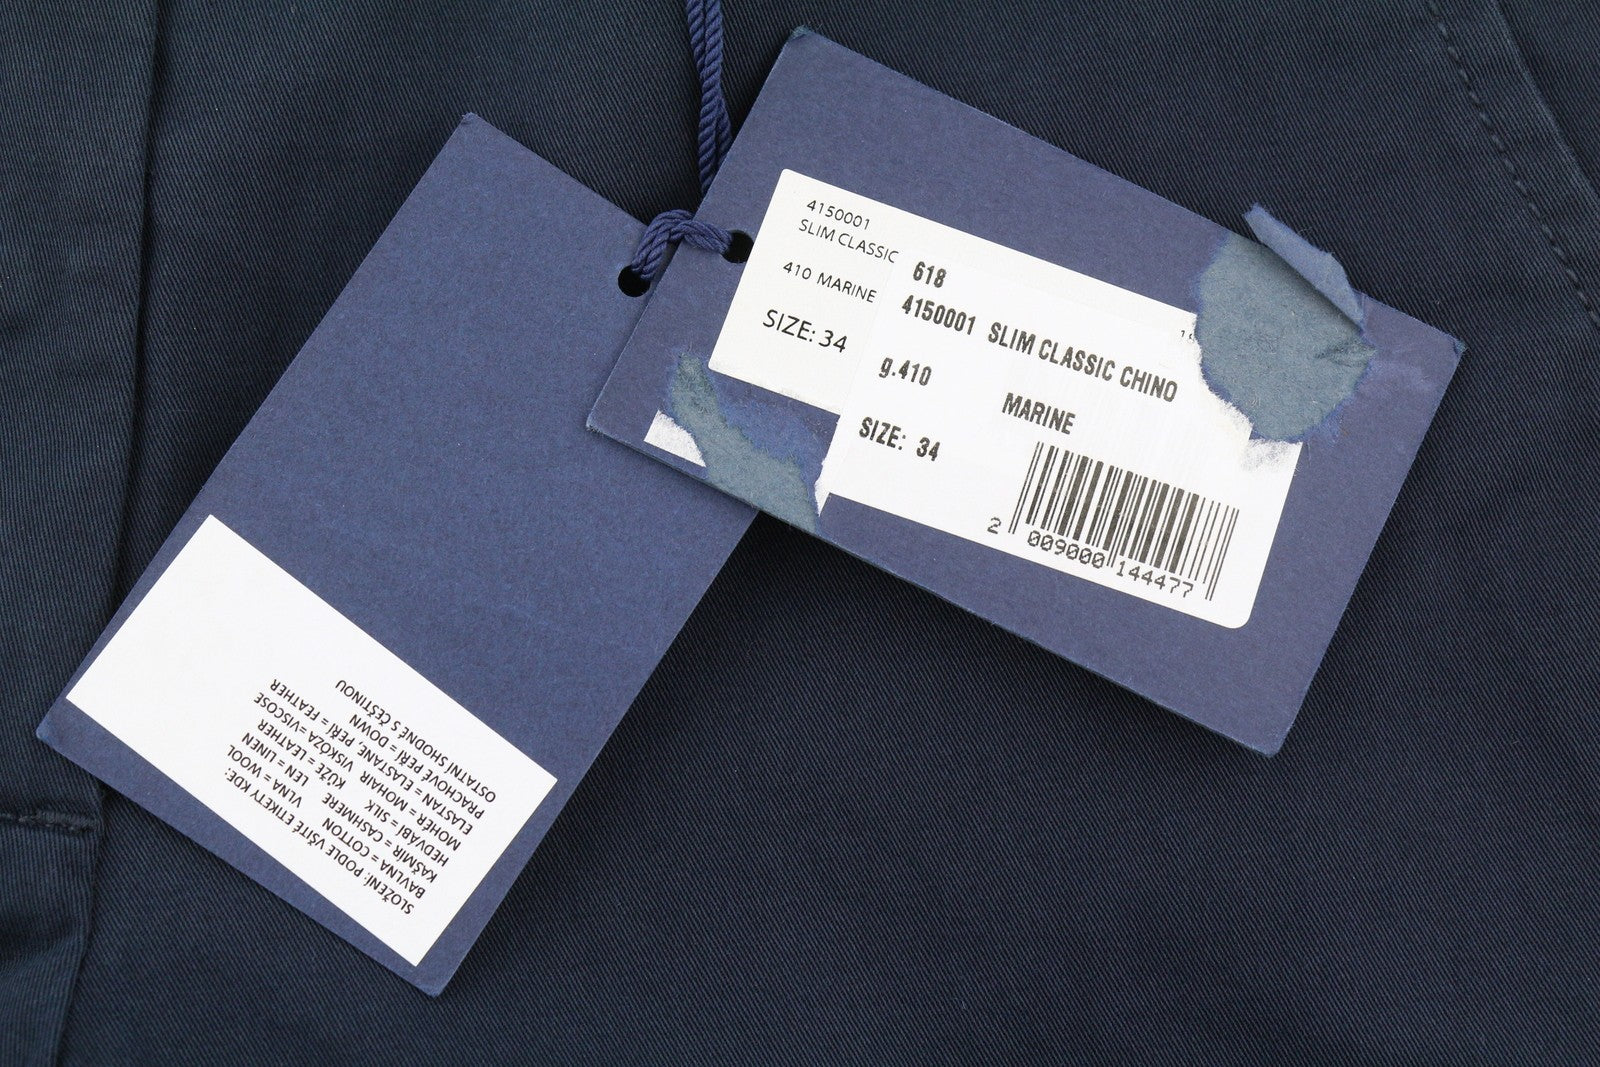 4150001
SLIM CLASSIC
410 MARINE
SIZE: 34
618
4150001 SLIM CLASSIC CHINO
g.410
MARINE
SIZE: 34
2 009000 144477
SLOŽENÍ: PODLE VŠITÉ ETIKETY KDE:
BAVLNA = COTTON VLNA = WOOL
KAŠMÍR = CASHMERE LEN = LINEN
HEDVÁBÍ = SILK KŮŽE = LEATHER
MOHÉR = MOHAIR VISKÓZA = VISCOSE
ELASTAN = ELASTANE, PEŘÍ = FEATHER
PRACHOVÉ PEŘÍ = DOWN
OSTATNÍ SHODNÉ S ČEŠTINOU